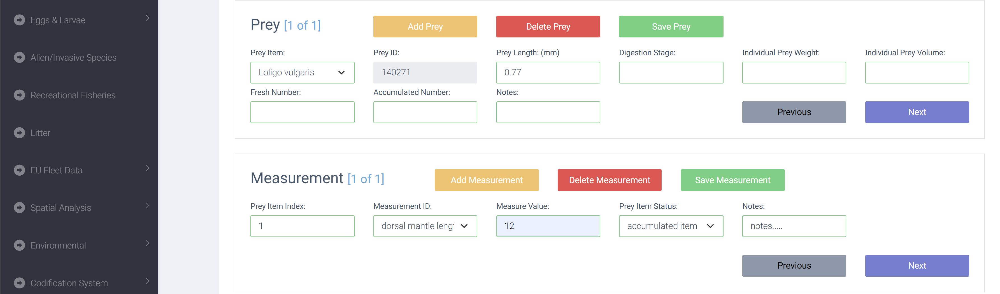 Eggs & Larvae
Alien/Invasive Species
Recreational Fisheries
Litter
EU Fleet Data
Spatial Analysis
Environmental
Codification System
Prey [1 of 1]
Add Prey
Delete Prey
Save Prey
Prey Item:
Prey ID:
Prey Length: (mm)
Digestion Stage:
Individual Prey Weight:
Individual Prey Volume:
Loligo vulgaris
140271
0.77
Fresh Number:
Accumulated Number:
Notes:
Previous
Next
Measurement [1 of 1]
Add Measurement
Delete Measurement
Save Measurement
Prey Item Index:
Measurement ID:
Measure Value:
Prey Item Status:
Notes:
1
dorsal mantle lengt
12
accumulated item
notes.....
Previous
Next